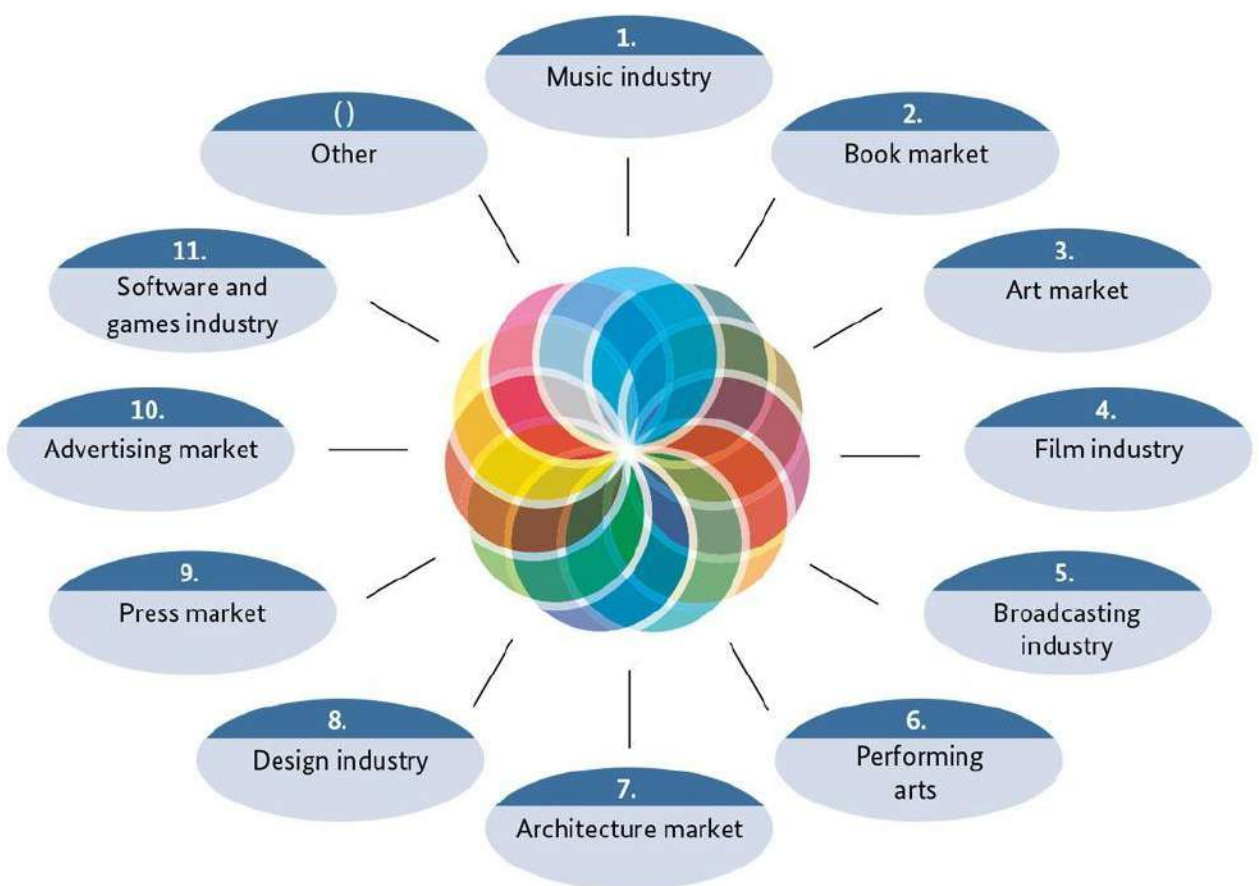 1.
Music industry
2.
Book market
3.
Art market
4.
Film industry
5.
Broadcasting
industry
6.
Performing
arts
7.
Architecture market
8.
Design industry
9.
Press market
10.
Advertising market
11.
Software and
games industry
()
Other